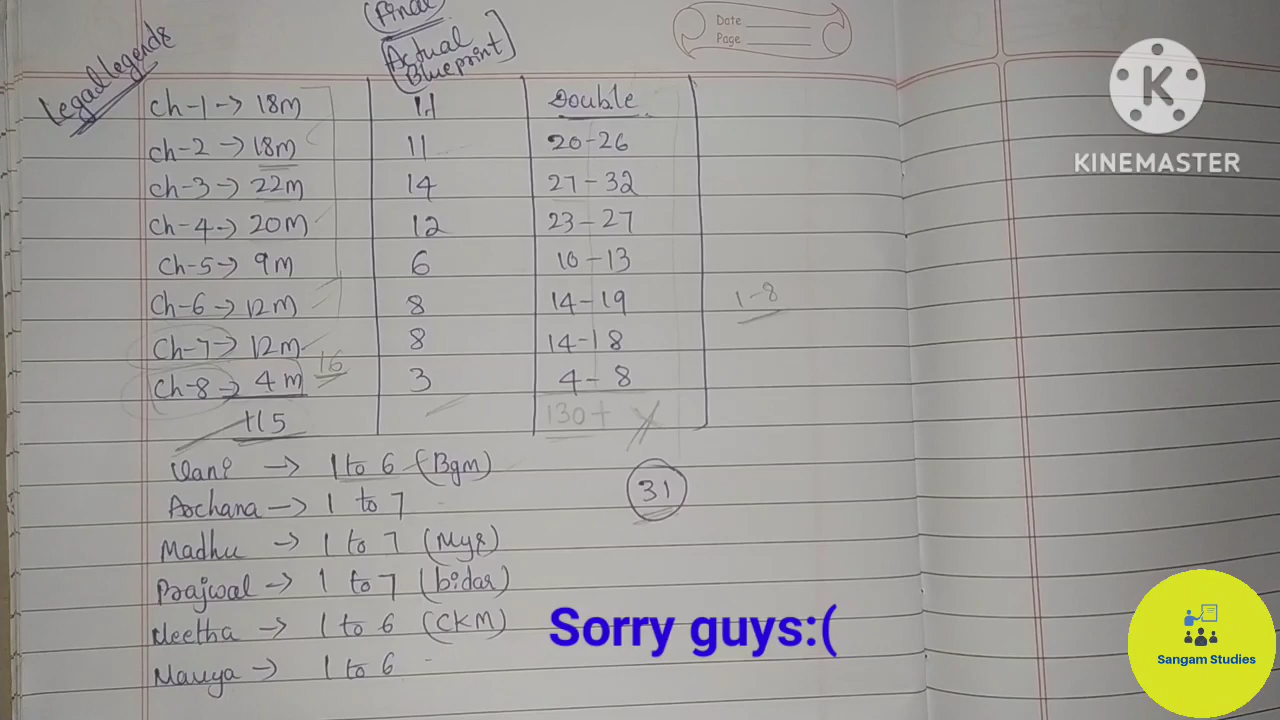 Legal legends
(Final)
[Actual Blueprint]
Date
Page
Ch-1 -> 18m 11 Double
Ch-2 -> 18m 11 20-26
Ch-3 -> 22m 14 27-32
Ch-4 -> 20m 12 23-27
Ch-5 -> 9m 6 10-13
Ch-6 -> 12m 8 14-19 1-8
Ch-7 -> 12m 8 14-18
16
Ch-8 -> 4m 3 4-8
115 130+
Vani -> 1 to 6 (Bgm)
Archana -> 1 to 7 31
Madhu -> 1 to 7 (Mys)
Prajwal -> 1 to 7 (bidar)
Neetha -> 1 to 6 (CKM)
Navya -> 1 to 6
Sorry guys:(
K
KINEMASTER
Sangam Studies